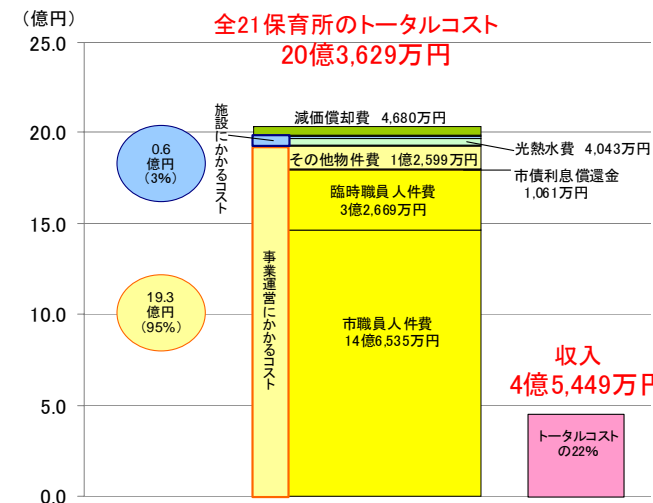 （億円）
全21保育所のトータルコスト
20億3,629万円
25.0
20.0
15.0
10.0
5.0
0.0
0.6
億円
（3%）
19.3
億円
（95%）
施設にかかるコスト
事業運営にかかるコスト
減価償却費 4,680万円
光熱水費 4,043万円
その他物件費 1億2,599万円
市債利息償還金
1,061万円
臨時職員人件費
3億2,669万円
市職員人件費
14億6,535万円
収入
4億5,449万円
トータルコスト
の22%